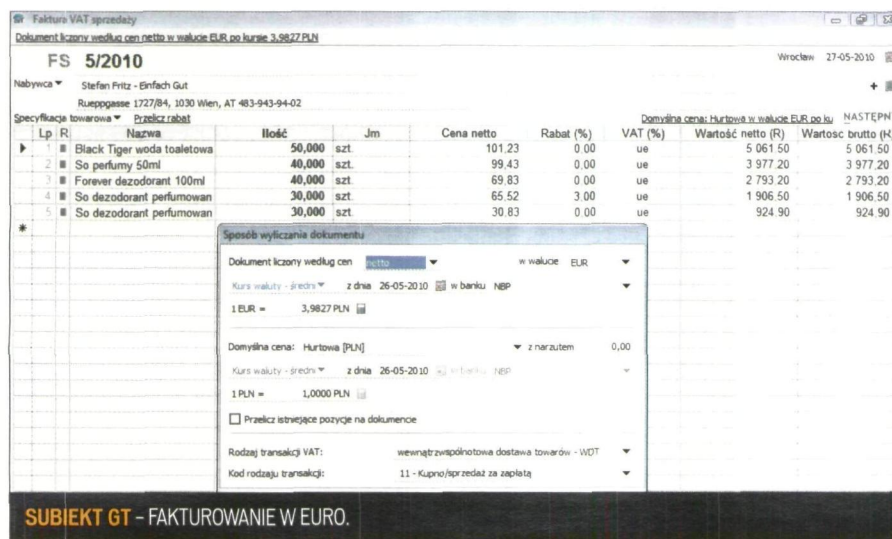 Faktura VAT sprzedaży
Dokument liczony według cen netto w walucie EUR po kursie 3,9827 PLN
FS 5/2010
Wrocław 27-05-2010
Nabywca Stefan Fritz - Einfach Gut
Rueppgasse 1727/84, 1030 Wien, AT 483-943-94-02
Specyfikacja towarowa Przelicz rabat Domyślna cena: Hurtowa w walucie EUR po ku NASTĘPN
Lp R Nazwa Ilość Jm Cena netto Rabat (%) VAT (%) Wartość netto (R) Wartosc brutto (R
1 Black Tiger woda toaletowa 50,000 szt. 101,23 0,00 ue 5 061,50 5 061,50
2 So perfumy 50ml 40,000 szt. 99,43 0,00 ue 3 977,20 3 977,20
3 Forever dezodorant 100ml 40,000 szt. 69,83 0,00 ue 2 793,20 2 793,20
4 So dezodorant perfumowan 30,000 szt. 65,52 3,00 ue 1 906,50 1 906,50
5 So dezodorant perfumowan 30,000 szt. 30,83 0,00 ue 924,90 924,90
*
Sposób wyliczania dokumentu
Dokument liczony według cen netto w walucie EUR
Kurs waluty - średni z dnia 26-05-2010 w banku NBP
1 EUR = 3,9827 PLN
Domyślna cena: Hurtowa [PLN] z narzutem 0,00
Kurs waluty - średni z dnia 26-05-2010 w banku NBP
1 PLN = 1,0000 PLN
Przelicz istniejące pozycje na dokumencie
Rodzaj transakcji VAT: wewnątrzwspólnotowa dostawa towarów - WDT
Kod rodzaju transakcji: 11 - Kupno/sprzedaż za zapłatą
SUBIEKT GT – FAKTUROWANIE W EURO.